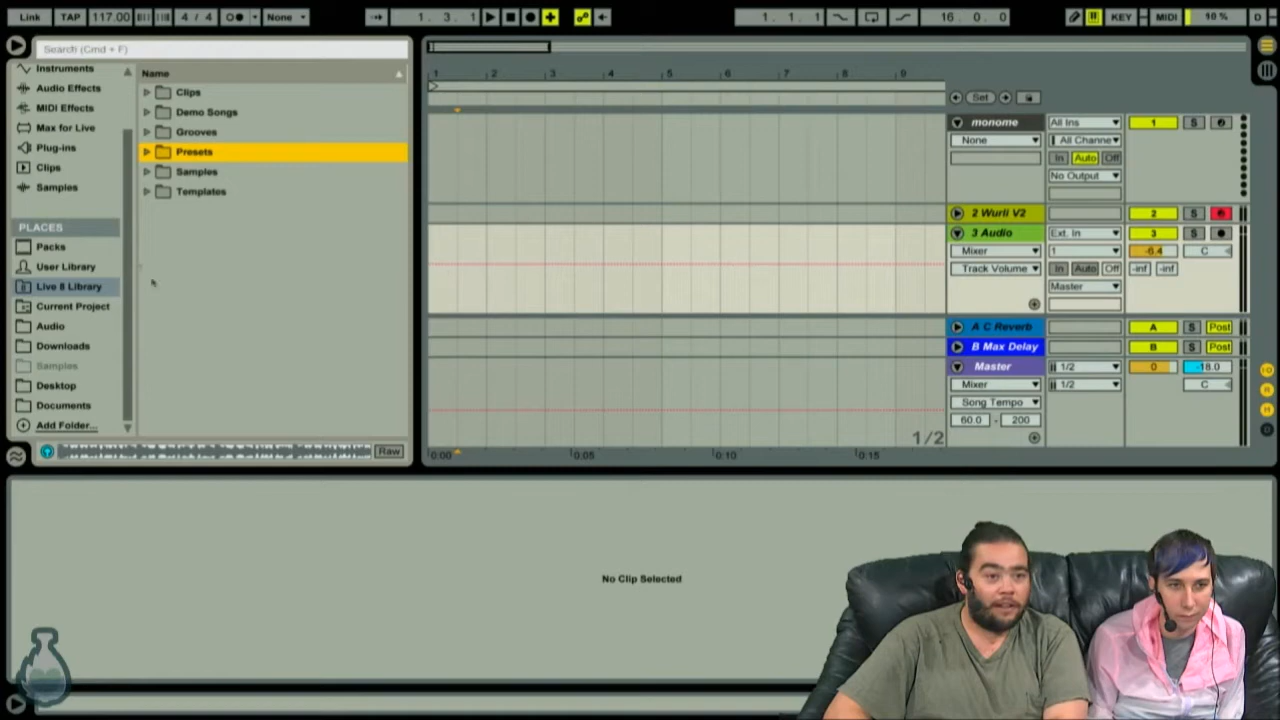 Link TAP 117.00 4 / 4 None 1. 3. 1 1. 1. 1 16. 0. 0 KEY MIDI 10 % D
Search (Cmd + F)
Instruments
Audio Effects
MIDI Effects
Max for Live
Plug-ins
Clips
Samples
PLACES
Packs
User Library
Live 8 Library
Current Project
Audio
Downloads
Samples
Desktop
Documents
Add Folder...
Name
Clips
Demo Songs
Grooves
Presets
Samples
Templates
Raw
1 2 3 4 5 6 7 8 9
Set
monome All Ins 1 S
None All Channe
In Auto Off
No Output
2 Wurli V2 2 S
3 Audio Ext. In 3 S
Mixer 1 -6.4 C
Track Volume In Auto Off -inf -inf
Master
A C Reverb A S Post
B Max Delay B S Post
Master 1/2 0 -18.0
Mixer 1/2 C
Song Tempo
60.0 - 200
1/2
0:00 0:05 0:10 0:15
No Clip Selected